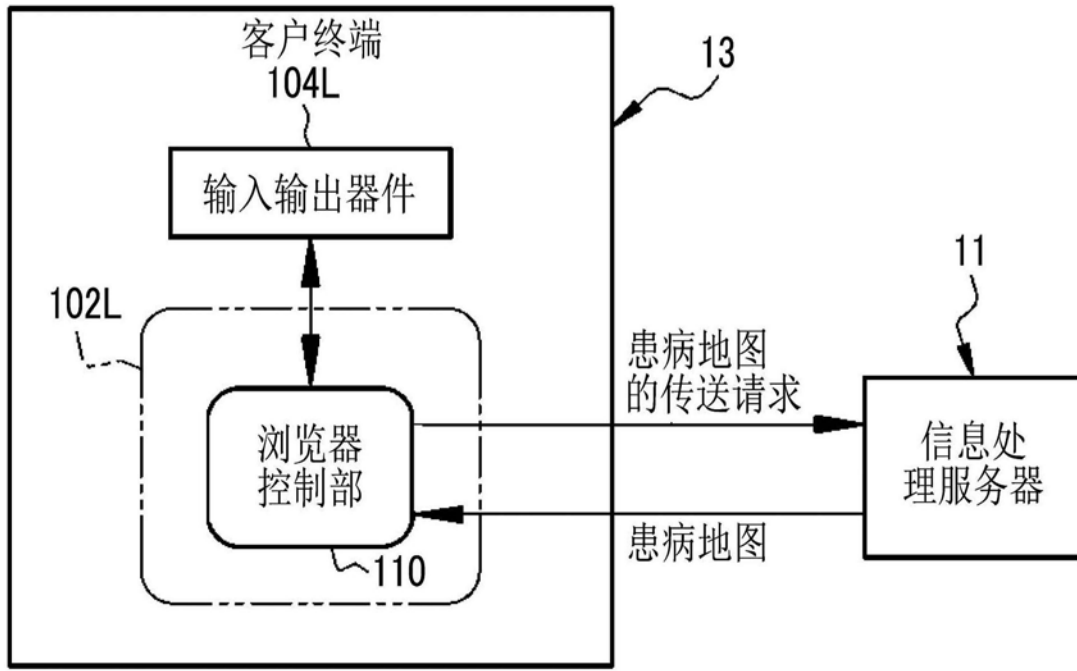 客户终端
104L
13
输入输出器件
102L
11
患病地图
的传送请求
浏览器
控制部
信息处
理服务器
患病地图
110